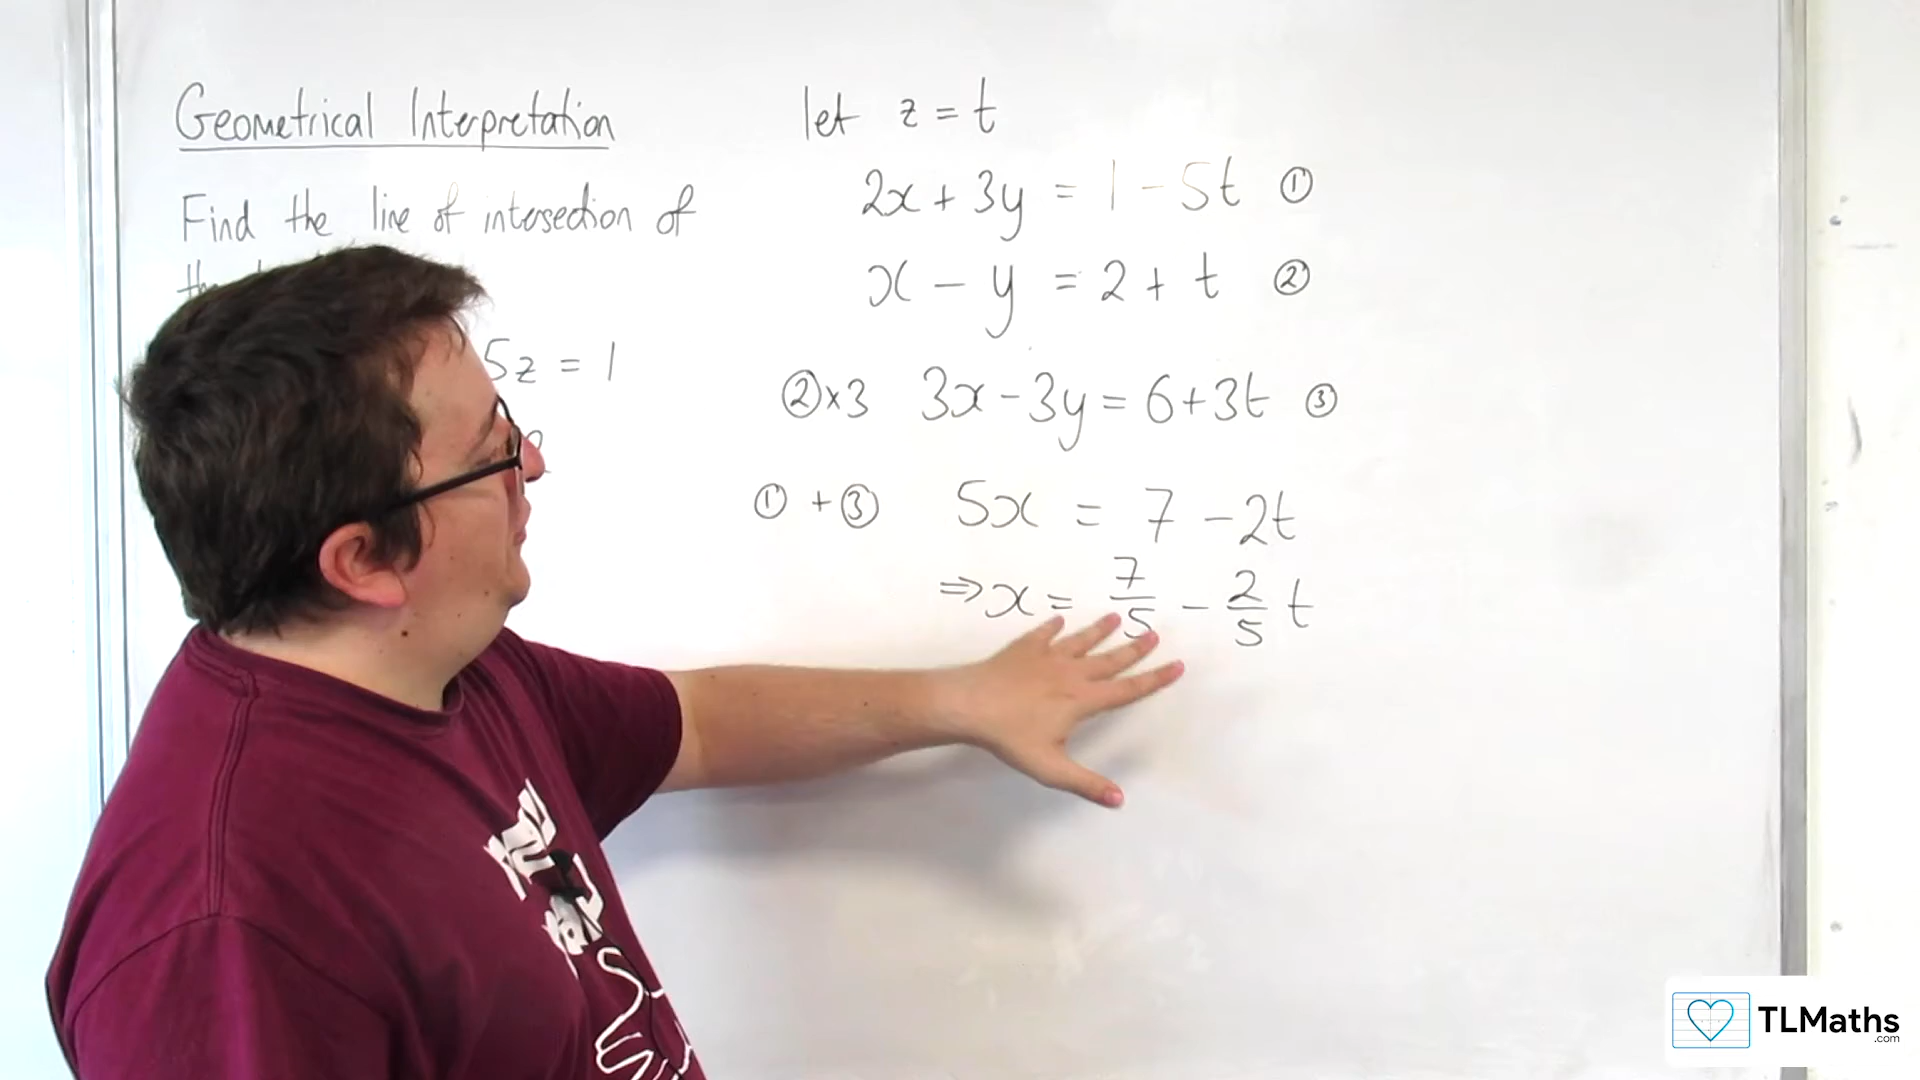 Geometrical Interpretation
Find the line of intersection of
5z = 1
let z = t
2x + 3y = 1 - 5t ①
x - y = 2 + t ②
②×3 3x - 3y = 6 + 3t ③
① + ③ 5x = 7 - 2t
⇒ x = 7/5 - 2/5 t
TLMaths
.com